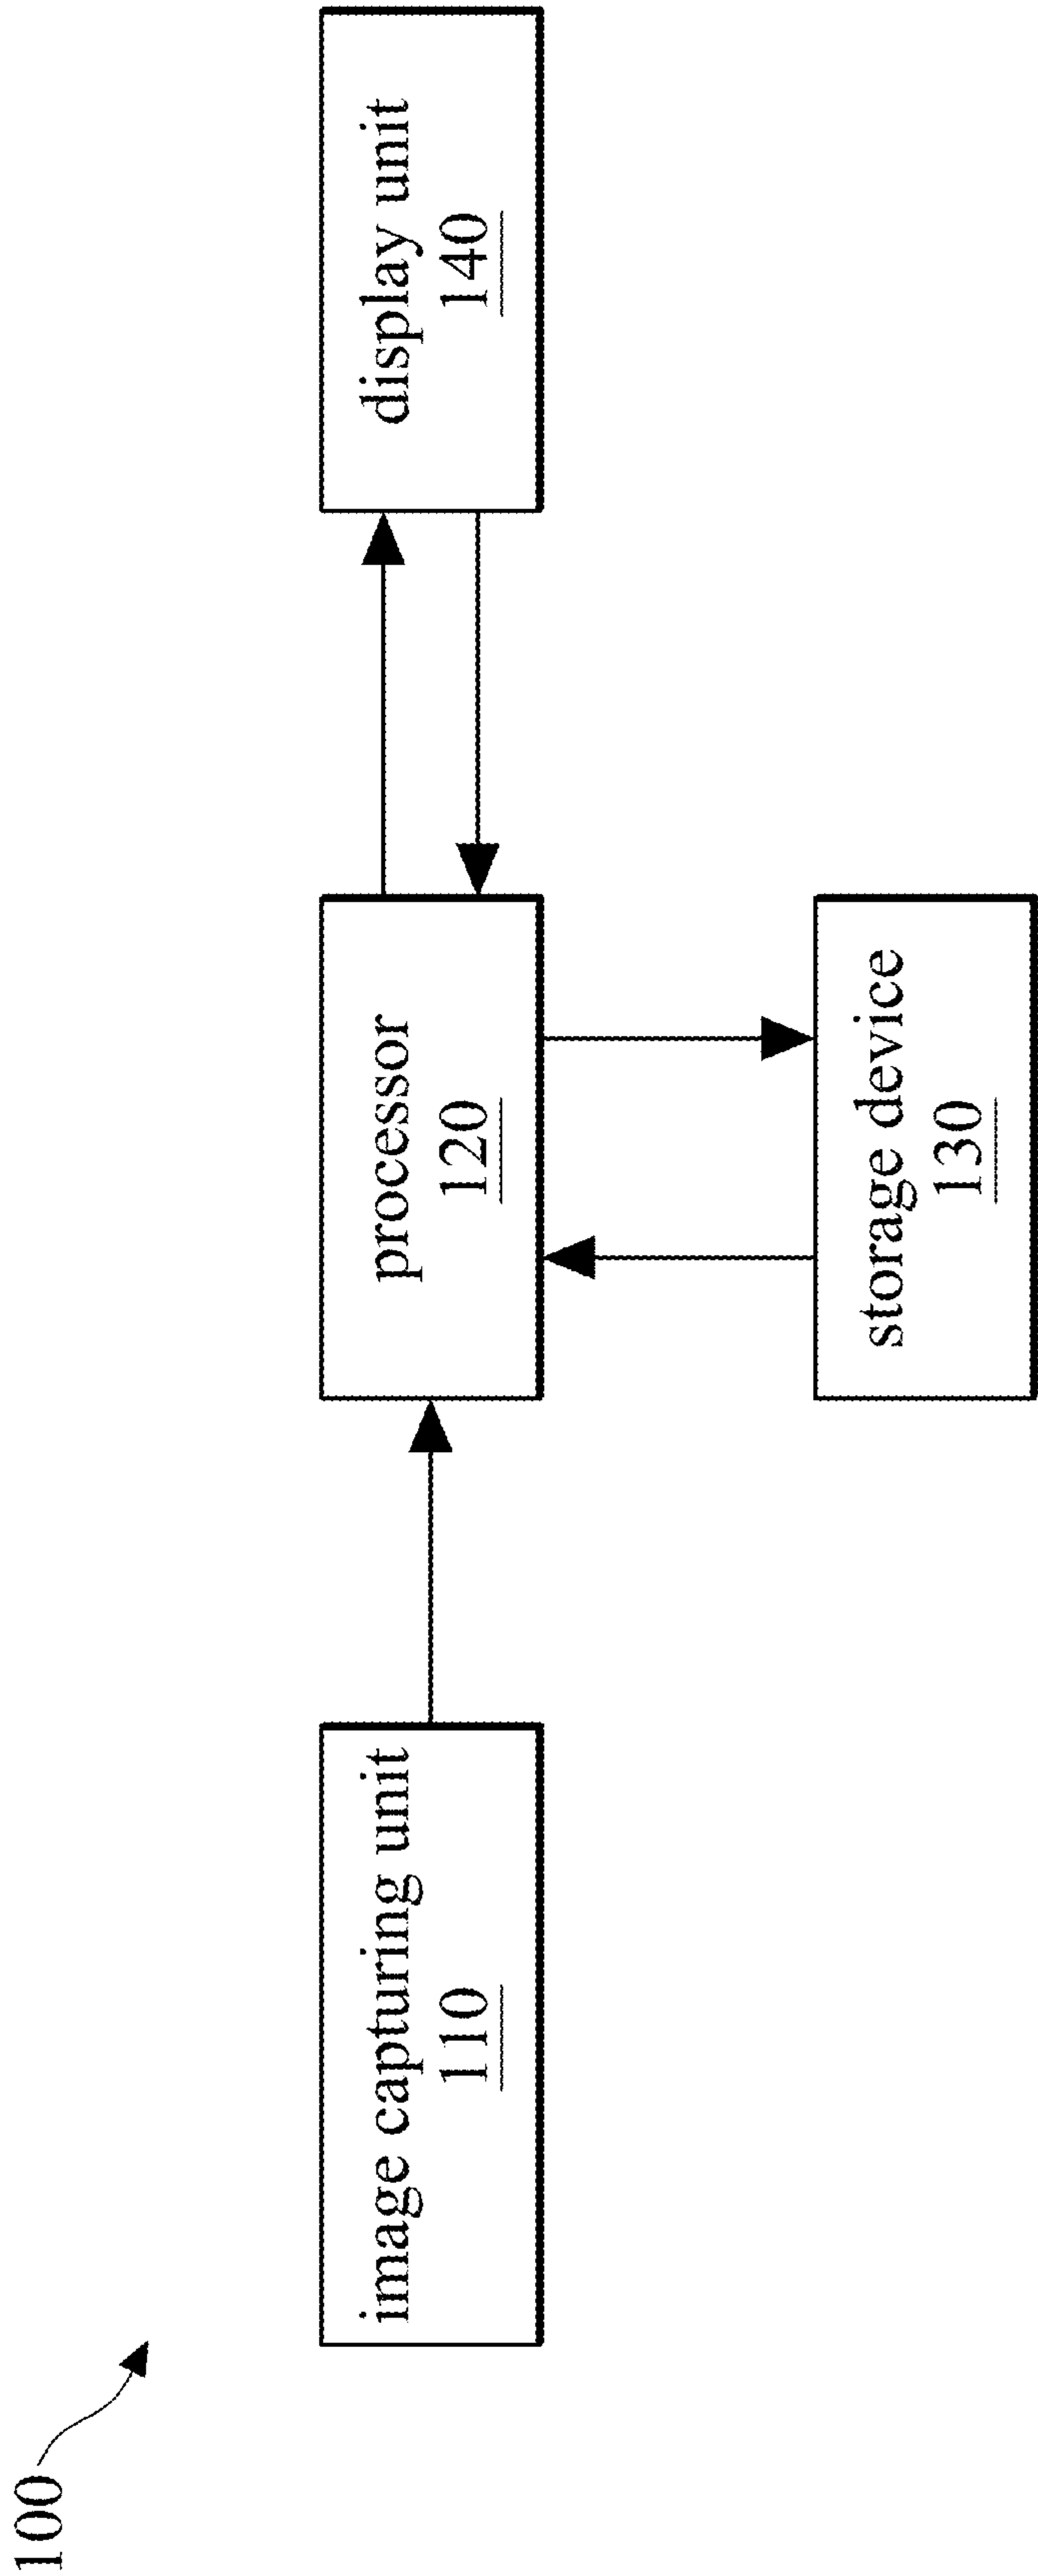 100
image capturing unit
110
processor
120
display unit
140
storage device
130